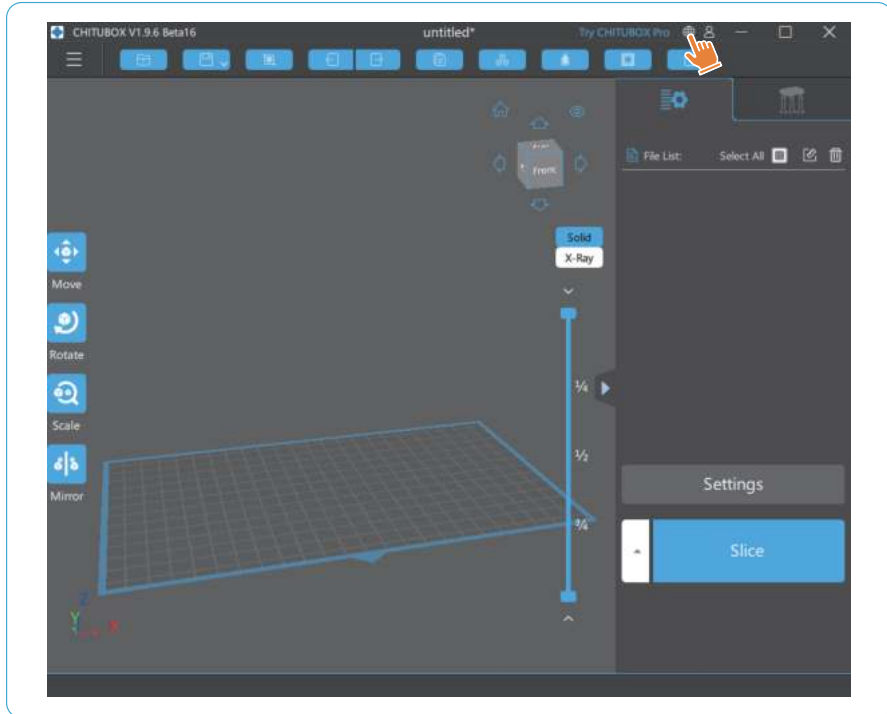 CHITUBOX V1.9.6 Beta16
untitled*
Try CHITUBOX Pro
File List:
Select All
Front
Solid
X-Ray
Move
Rotate
Scale
Mirror
¼
½
¾
Settings
Slice
Z
Y
X